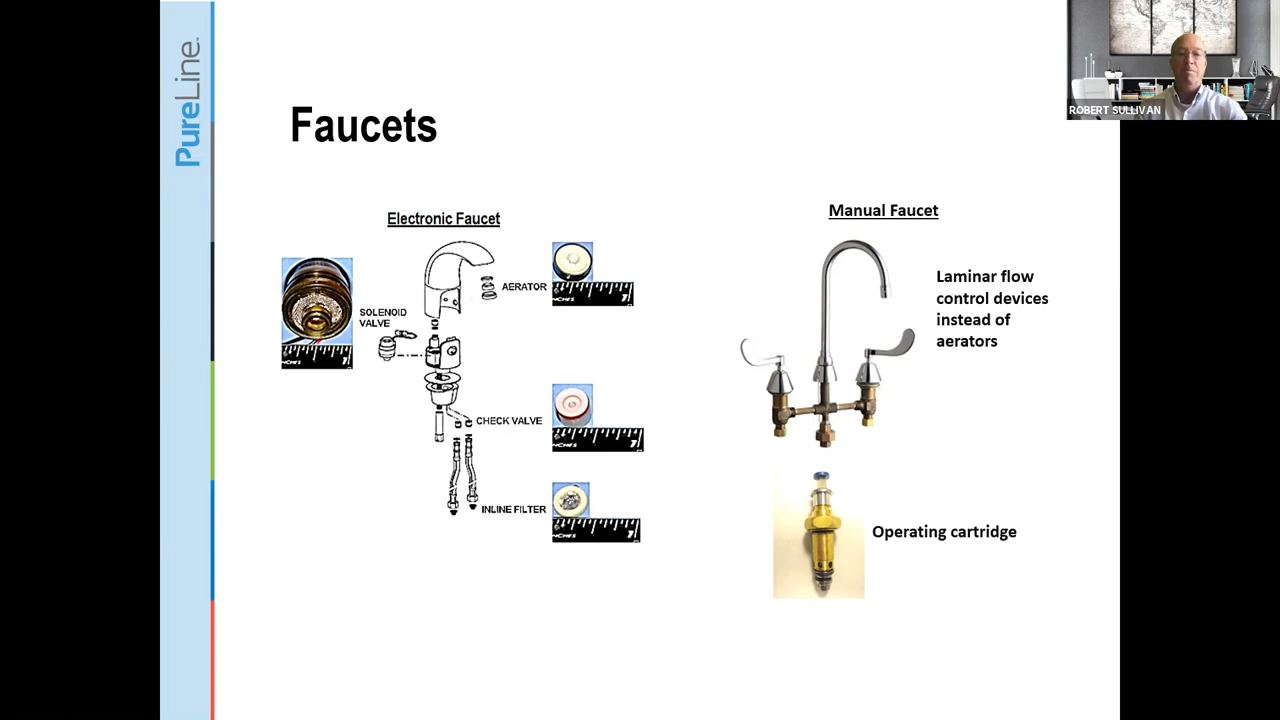 PureLine
Faucets
ROBERT SULLIVAN
Electronic Faucet
SOLENOID
VALVE
AERATOR
CHECK VALVE
INLINE FILTER
Manual Faucet
Laminar flow
control devices
instead of
aerators
Operating cartridge